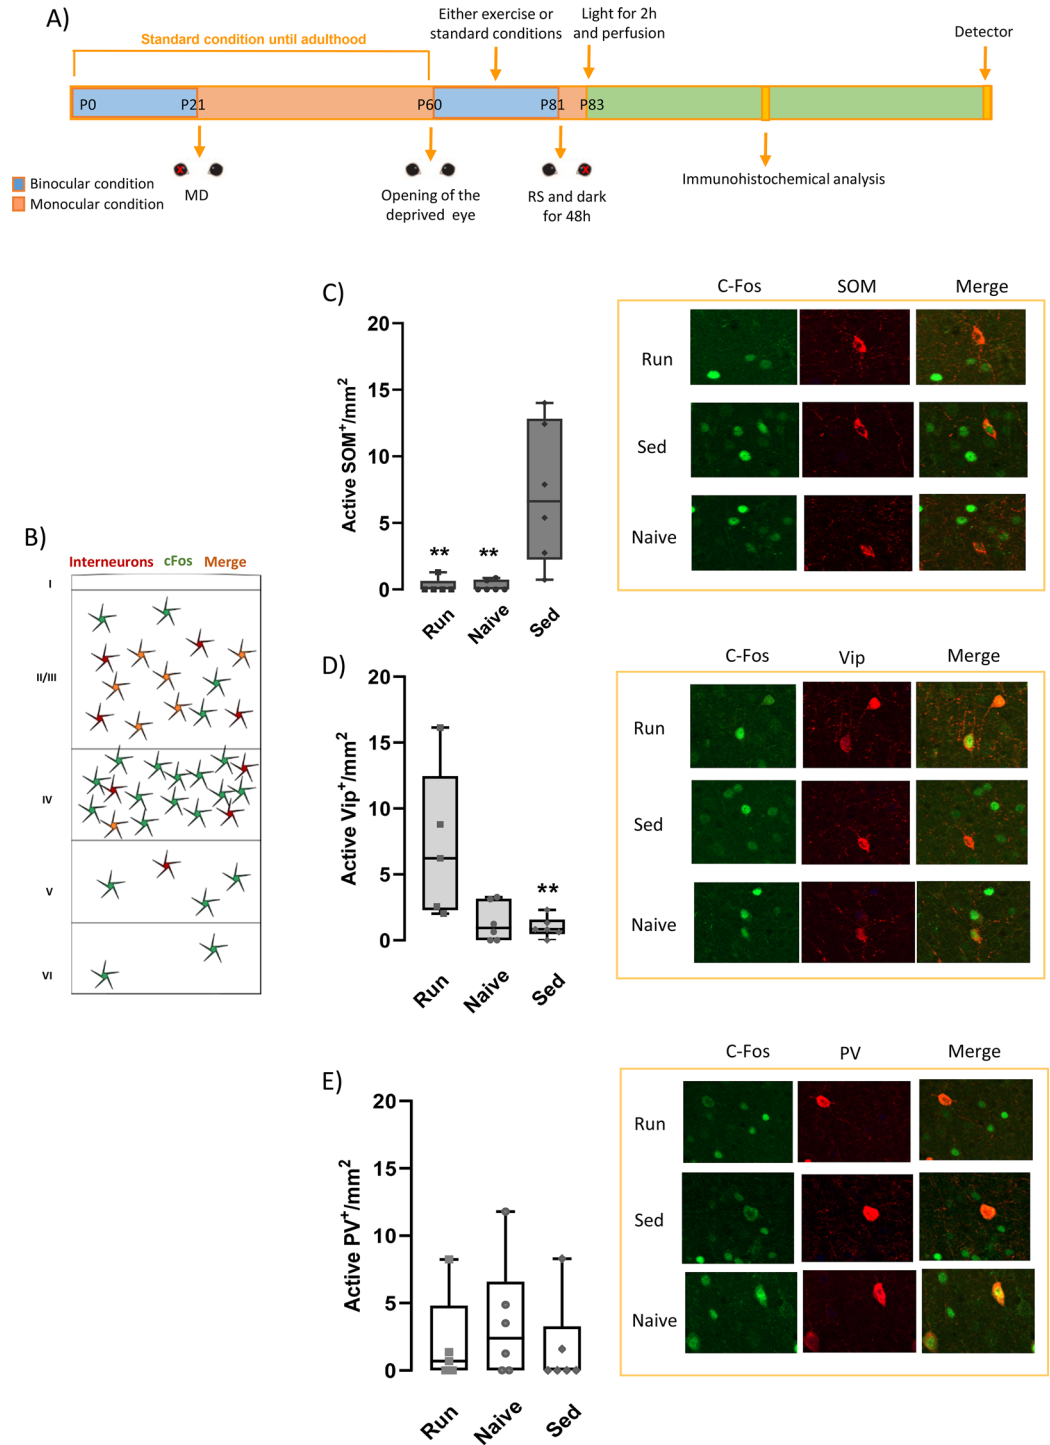 A)
Either exercise or
standard conditions
Light for 2h
and perfusion
Detector
Standard condition until adulthood
P0
P21
P60
P81
P83
MD
Opening of the
deprived eye
RS and dark
for 48h
Immunohistochemical analysis
Binocular condition
Monocular condition
B)
Interneurons cFos Merge
I
II/III
IV
V
VI
C)
Active SOM+/mm2
20
15
10
5
0
** **
Run Naive Sed
C-Fos SOM Merge
Run
Sed
Naive
D)
Active Vip+/mm2
20
15
10
5
0
**
Run Naive Sed
C-Fos Vip Merge
Run
Sed
Naive
E)
Active PV+/mm2
20
15
10
5
0
Run Naive Sed
C-Fos PV Merge
Run
Sed
Naive